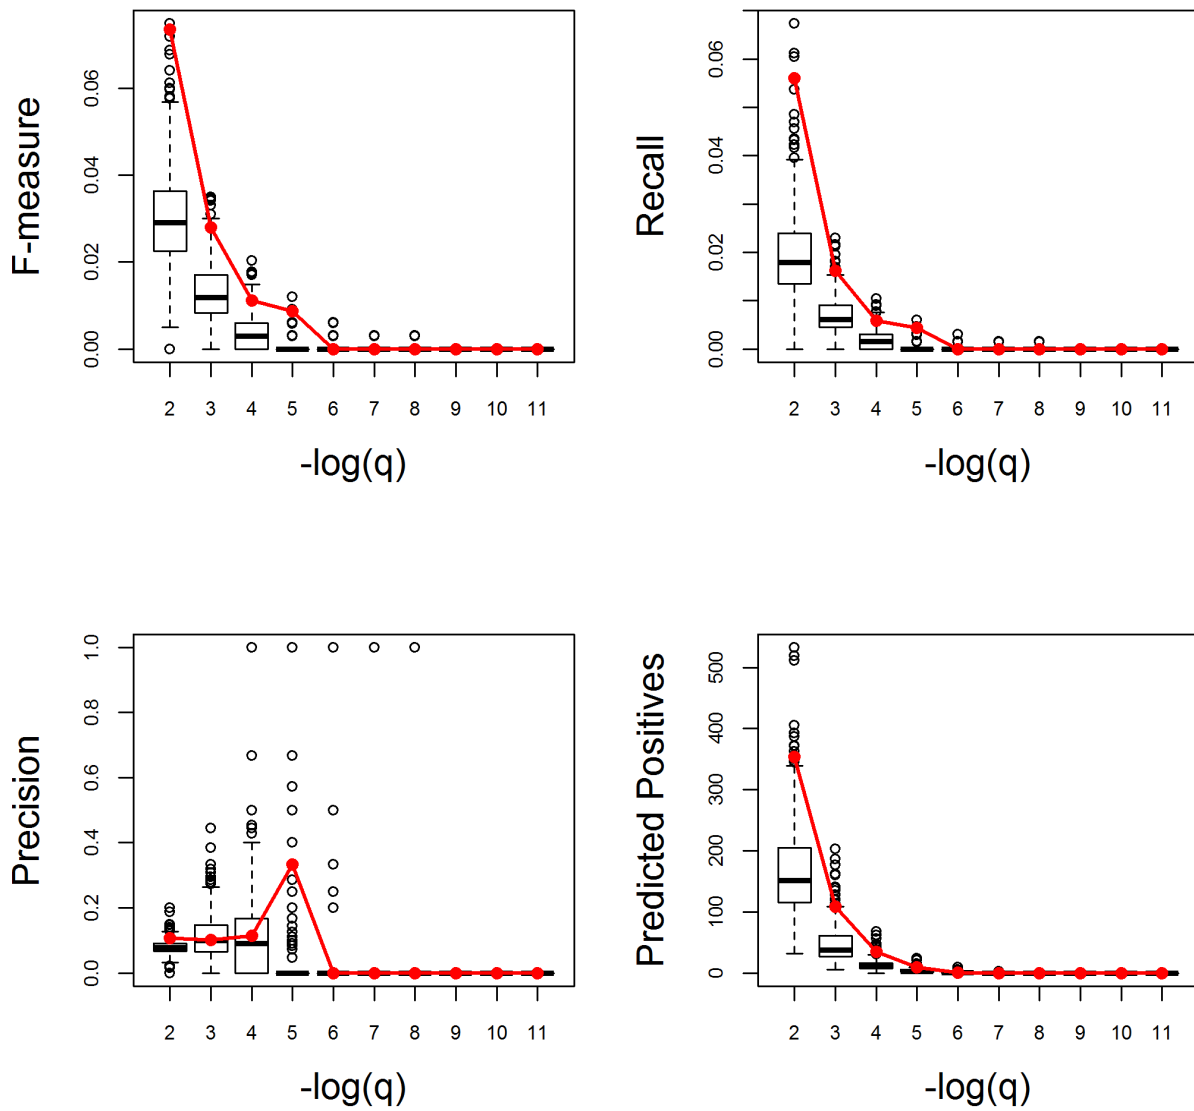 F-measure
0.00 0.02 0.04 0.06
2 3 4 5 6 7 8 9 10 11
-log(q)
Recall
0.00 0.02 0.04 0.06
2 3 4 5 6 7 8 9 10 11
-log(q)
Precision
0.0 0.2 0.4 0.6 0.8 1.0
2 3 4 5 6 7 8 9 10 11
-log(q)
Predicted Positives
0 100 200 300 400 500
2 3 4 5 6 7 8 9 10 11
-log(q)